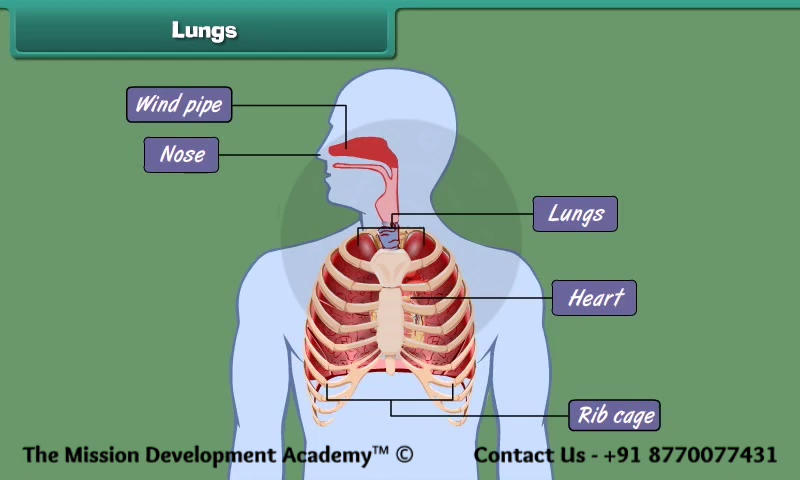 Lungs
Wind pipe
Nose
Lungs
Heart
Rib cage
The Mission Development Academy™ ©
Contact Us - +91 8770077431